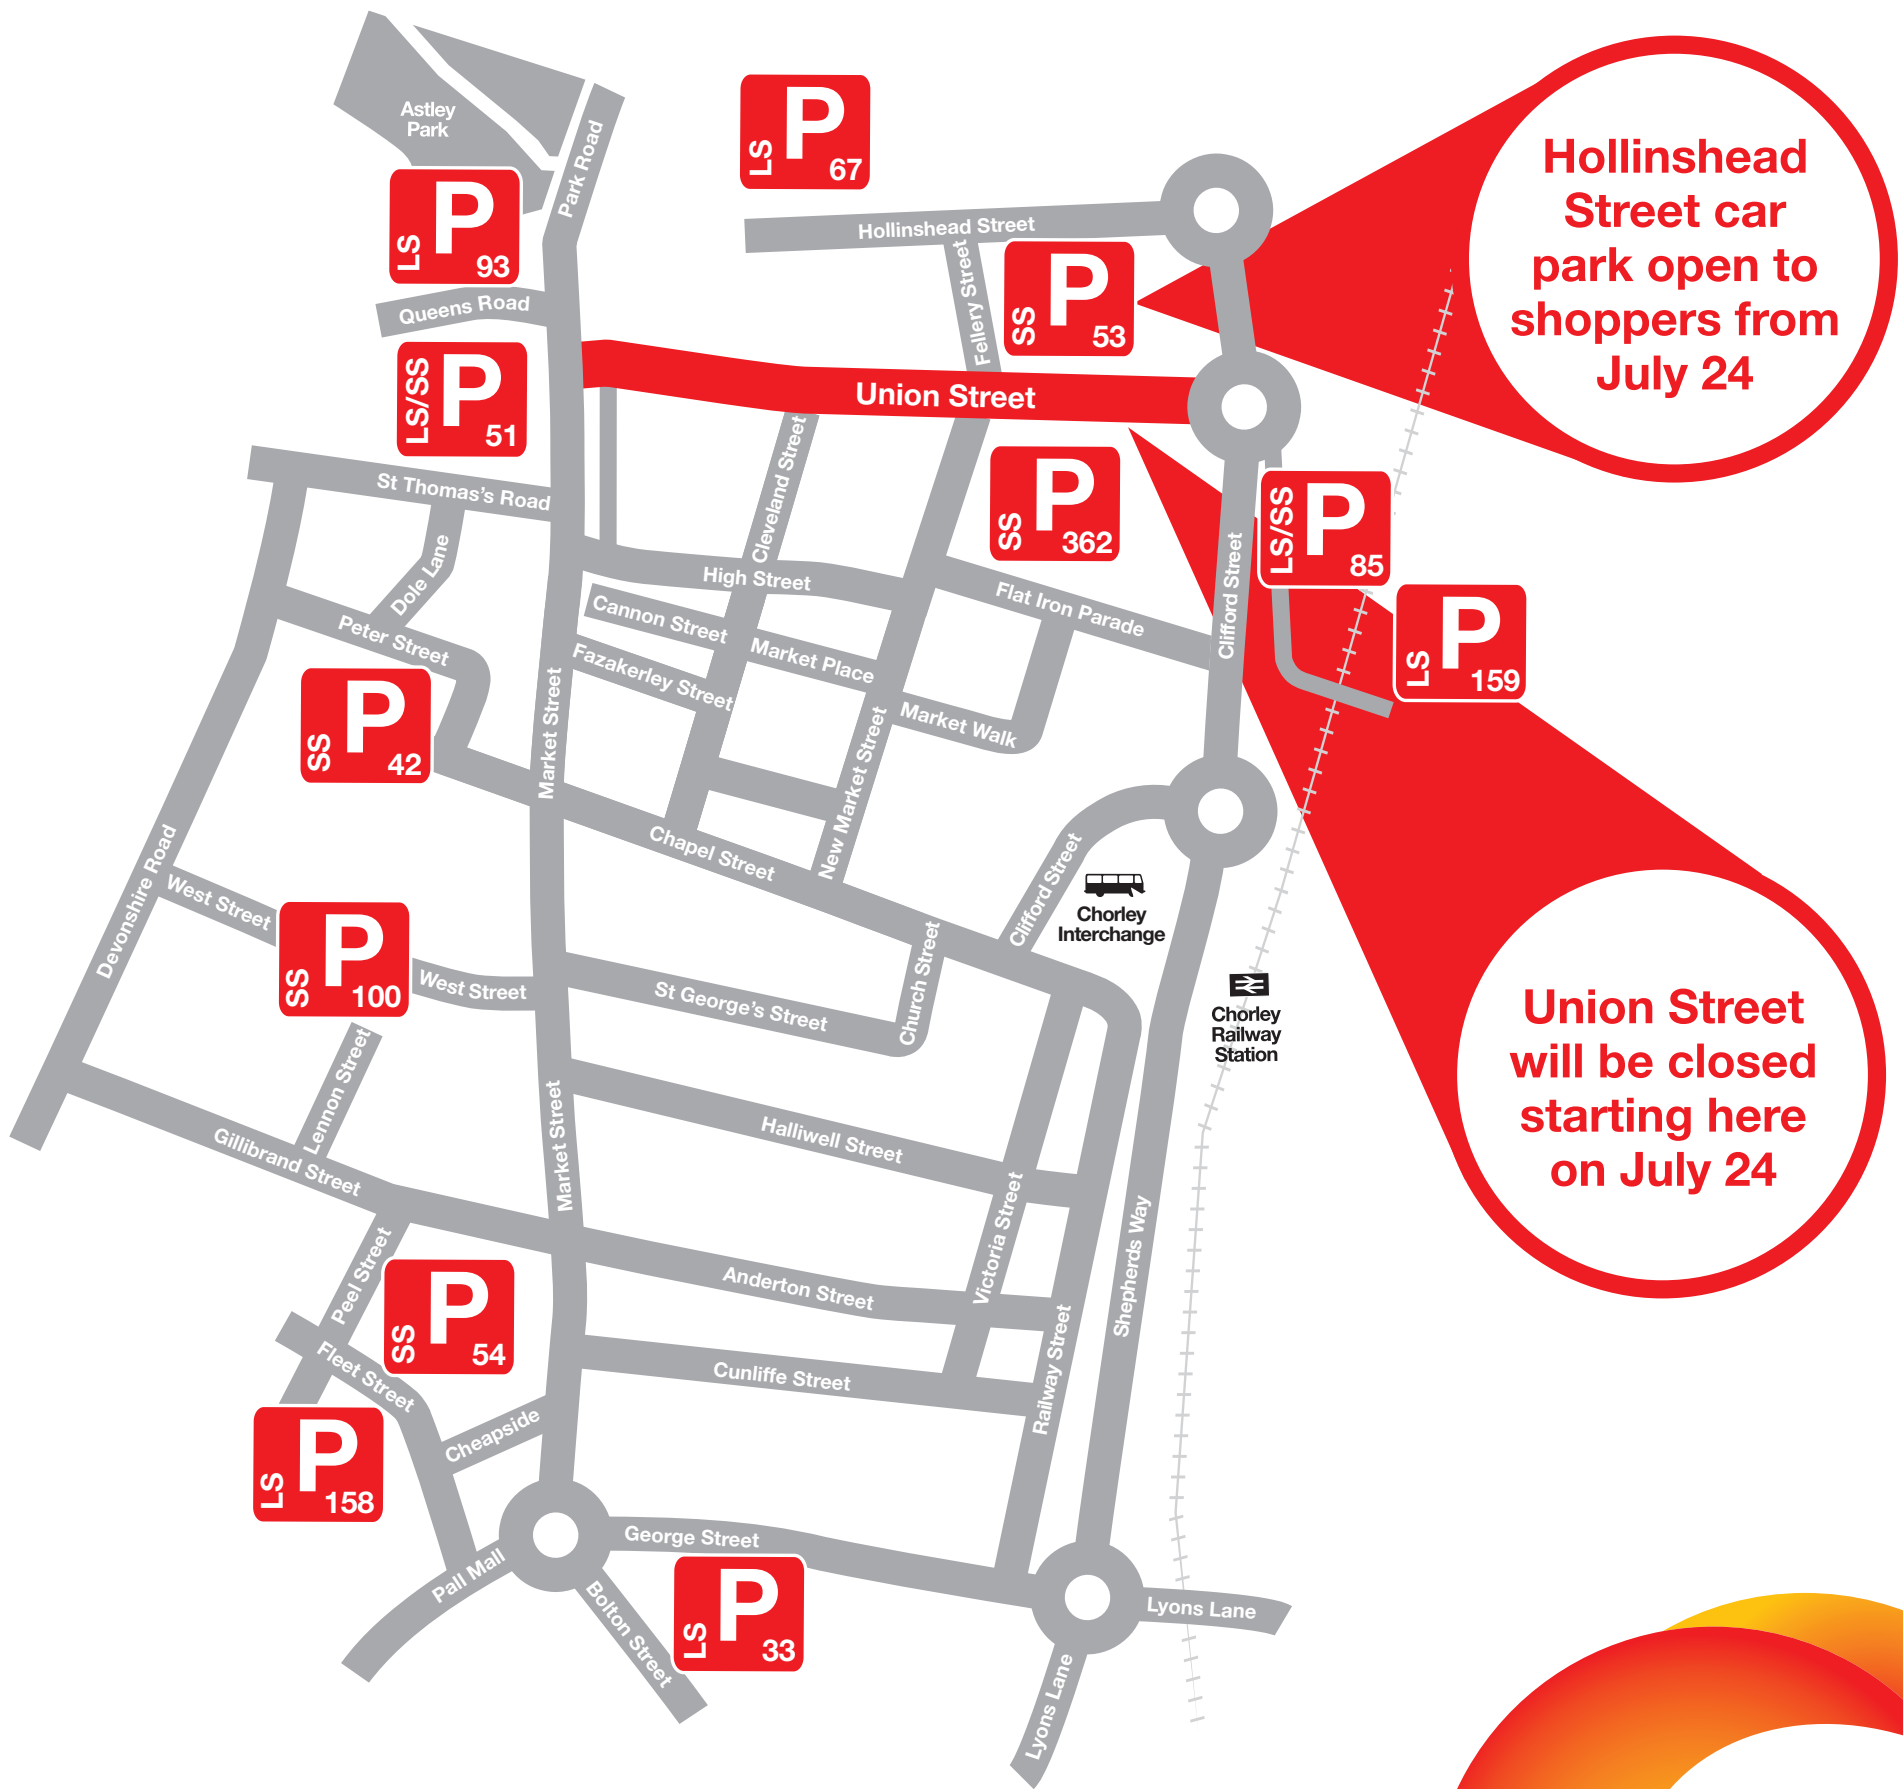 Astley
Park
Park Road
LS P 67
Hollinshead
Street car
park open to
shoppers from
July 24
LS P 93
Hollinshead Street
Fellery Street
SS P 53
Queens Road
LS/SS P 51
Union Street
St Thomas's Road
Cleveland Street
SS P 362
LS/SS P 85
Clifford Street
Dole Lane
High Street
Flat Iron Parade
Cannon Street
Peter Street
Market Place
Fazakerley Street
LS P 159
SS P 42
Market Street
Market Walk
New Market Street
Chapel Street
Clifford Street
Devonshire Road
West Street
Chorley
Interchange
SS P 100
West Street
St George's Street
Church Street
Chorley
Railway
Station
Union Street
will be closed
starting here
on July 24
Lennon Street
Gillibrand Street
Market Street
Halliwell Street
Victoria Street
Shepherds Way
Peel Street
SS P 54
Anderton Street
Railway Street
Fleet Street
Cunliffe Street
Cheapside
LS P 158
George Street
Pall Mall
Bolton Street
LS P 33
Lyons Lane
Lyons Lane